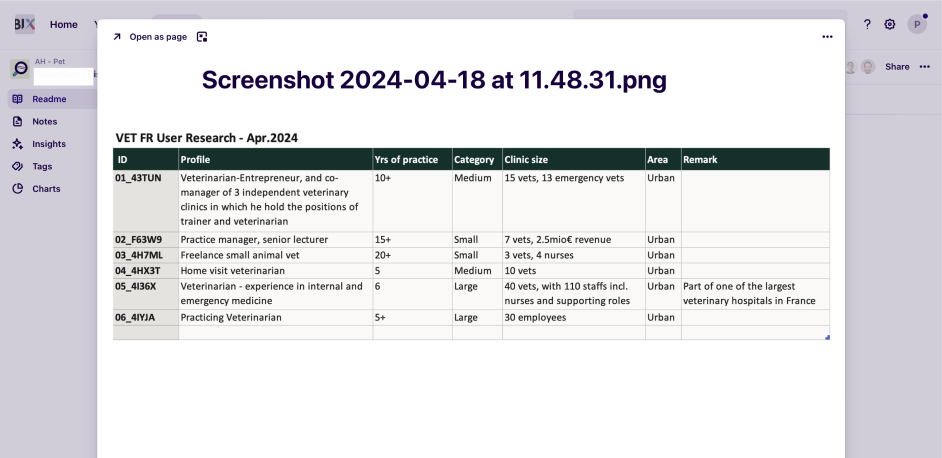 BJX Home
Open as page
?
P
AH - Pet
Share
Readme
Notes
Insights
Tags
Charts
Screenshot 2024-04-18 at 11.48.31.png
VET FR User Research - Apr.2024
ID Profile Yrs of practice Category Clinic size Area Remark
01_43TUN Veterinarian-Entrepreneur, and co- 10+ Medium 15 vets, 13 emergency vets Urban
manager of 3 independent veterinary
clinics in which he hold the positions of
trainer and veterinarian
02_F63W9 Practice manager, senior lecturer 15+ Small 7 vets, 2.5mio€ revenue Urban
03_4H7ML Freelance small animal vet 20+ Small 3 vets, 4 nurses Urban
04_4HX3T Home visit veterinarian 5 Medium 10 vets Urban
05_4I36X Veterinarian - experience in internal and 6 Large 40 vets, with 110 staffs incl. Urban Part of one of the largest
emergency medicine nurses and supporting roles veterinary hospitals in France
06_4IYJA Practicing Veterinarian 5+ Large 30 employees Urban